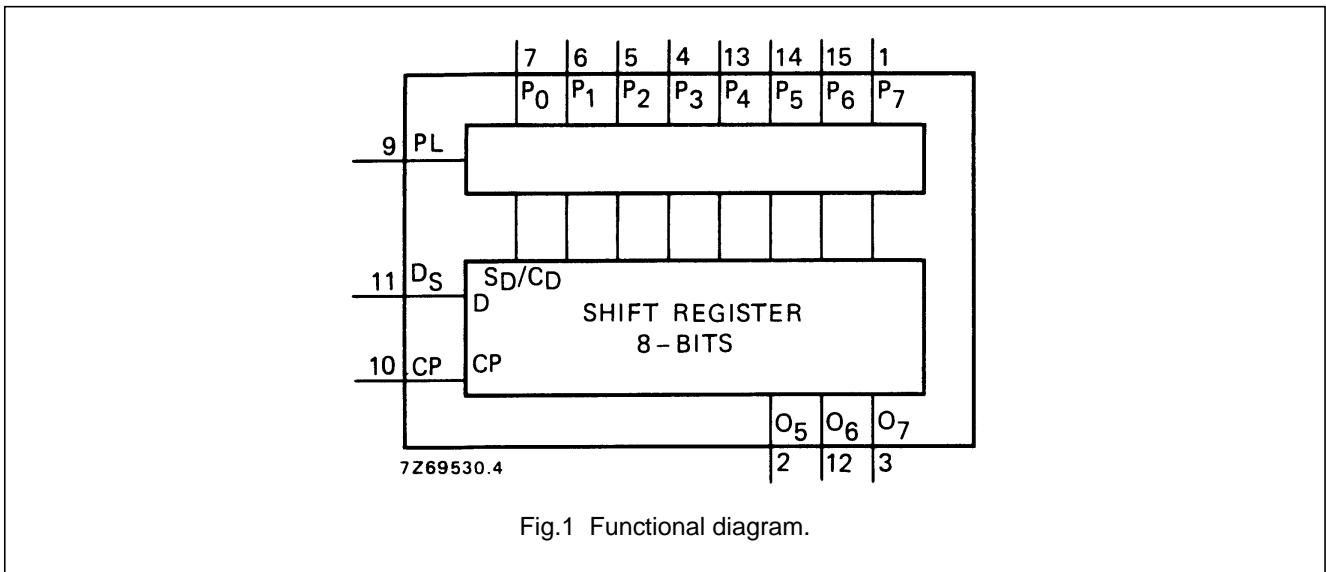 7 6 5 4 13 14 15 1
P0 P1 P2 P3 P4 P5 P6 P7
9 PL
11 DS SD/CD
D
SHIFT REGISTER
8-BITS
10 CP CP
O5 O6 O7
7Z69530.4 2 12 3
Fig.1 Functional diagram.